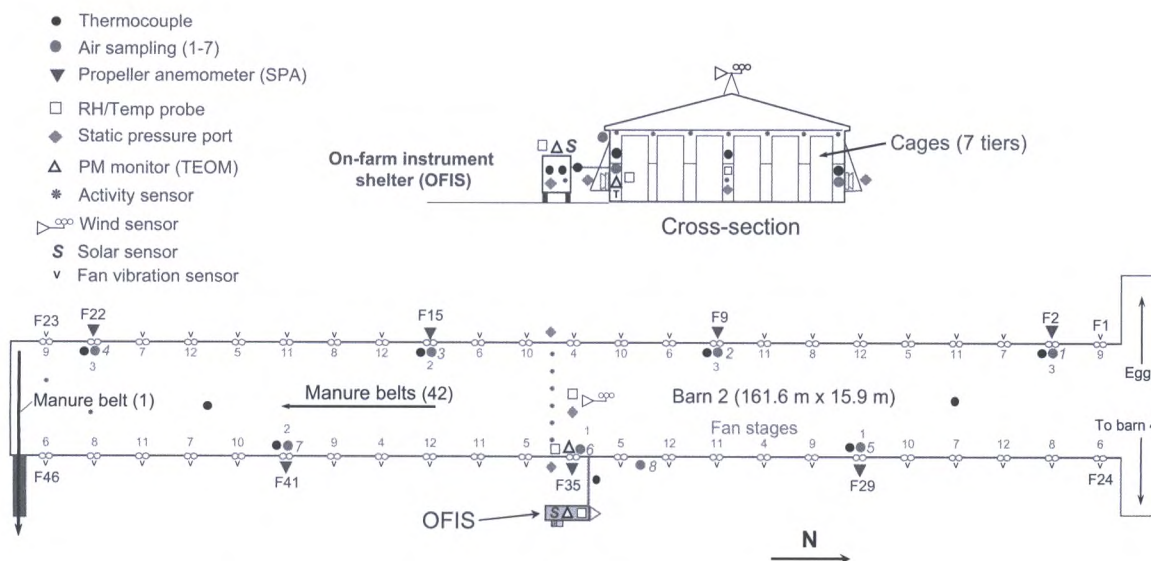 Thermocouple
Air sampling (1-7)
Propeller anemometer (SPA)
RH/Temp probe
Static pressure port
PM monitor (TEOM)
Activity sensor
Wind sensor
S Solar sensor
v Fan vibration sensor
S
On-farm instrument
shelter (OFIS)
Cages (7 tiers)
T
Cross-section
F23 F22 F15 F9 F2 F1
v v v v v v v v v v v v v v v v v v
9 4 7 12 5 11 8 12 3 6 10 4 10 6 2 11 8 12 5 11 7 1 9
3 2 3 3
Egg
Manure belt (1)
Manure belts (42)
Barn 2 (161.6 m x 15.9 m)
Fan stages
To barn 4
2 1 1
6 8 11 7 10 7 9 4 12 11 5 6 5 12 11 4 9 5 10 7 12 8 6
8
v v v v v v v v v v v v v v v v v v v
F46 F41 F35 F29 F24
OFIS
S
N